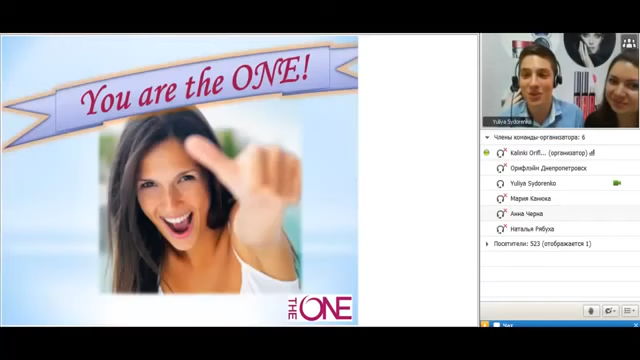 You are the ONE!
THE ONE
Yuliya Sydorenko
Члены команды-организатора: 6
Kalinki Orifl... (организатор)
Орифлэйм Днепропетровск
Yuliya Sydorenko
Мария Канюка
Анна Черна
Наталья Рябуха
Посетители: 523 (отображается 1)
Чат